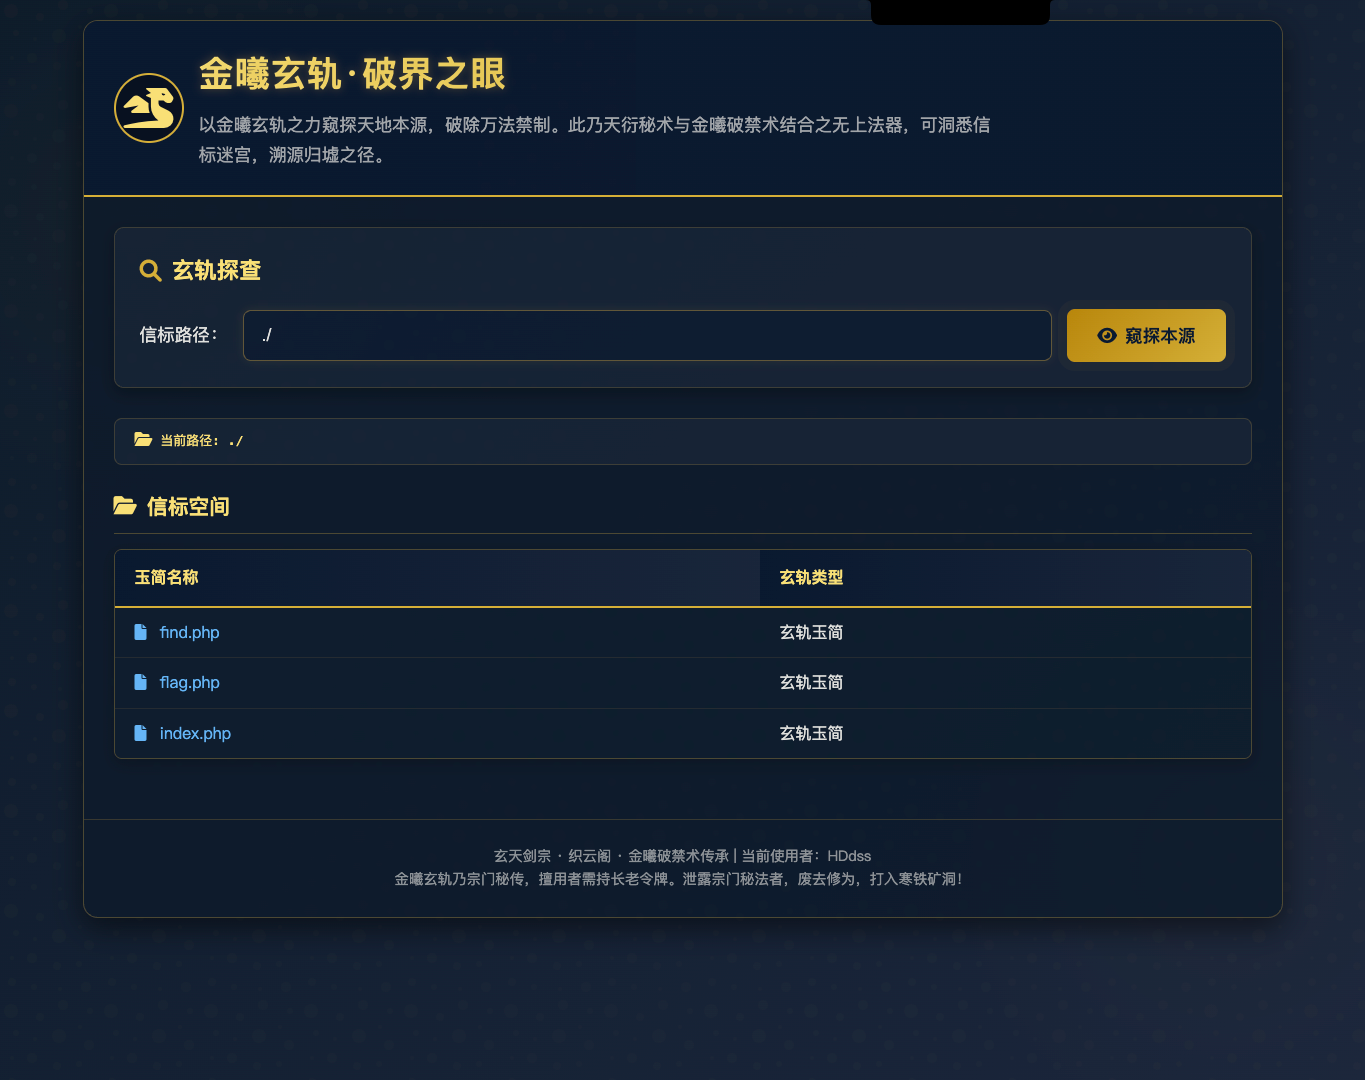 金曦玄轨·破界之眼
以金曦玄轨之力窥探天地本源，破除万法禁制。此乃天衍秘术与金曦破禁术结合之无上法器，可洞悉信
标迷宫，溯源归墟之径。
玄轨探查
信标路径：
./
窥探本源
当前路径: ./
信标空间
玉简名称 玄轨类型
find.php 玄轨玉简
flag.php 玄轨玉简
index.php 玄轨玉简
玄天剑宗 · 织云阁 · 金曦破禁术传承 | 当前使用者：HDdss
金曦玄轨乃宗门秘传，擅用者需持长老令牌。泄露宗门秘法者，废去修为，打入寒铁矿洞！